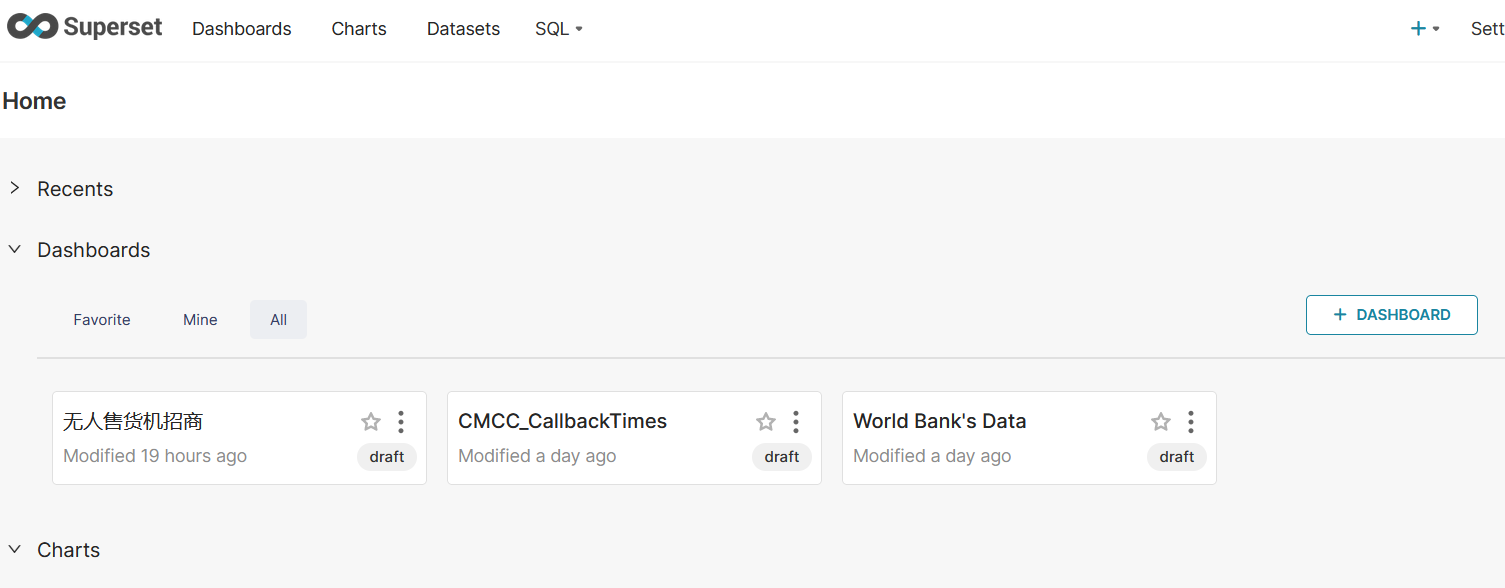 Superset Dashboards Charts Datasets SQL + Sett
Home
Recents
Dashboards
Favorite Mine All + DASHBOARD
无人售货机招商 CMCC_CallbackTimes World Bank's Data
Modified 19 hours ago draft Modified a day ago draft Modified a day ago draft
Charts